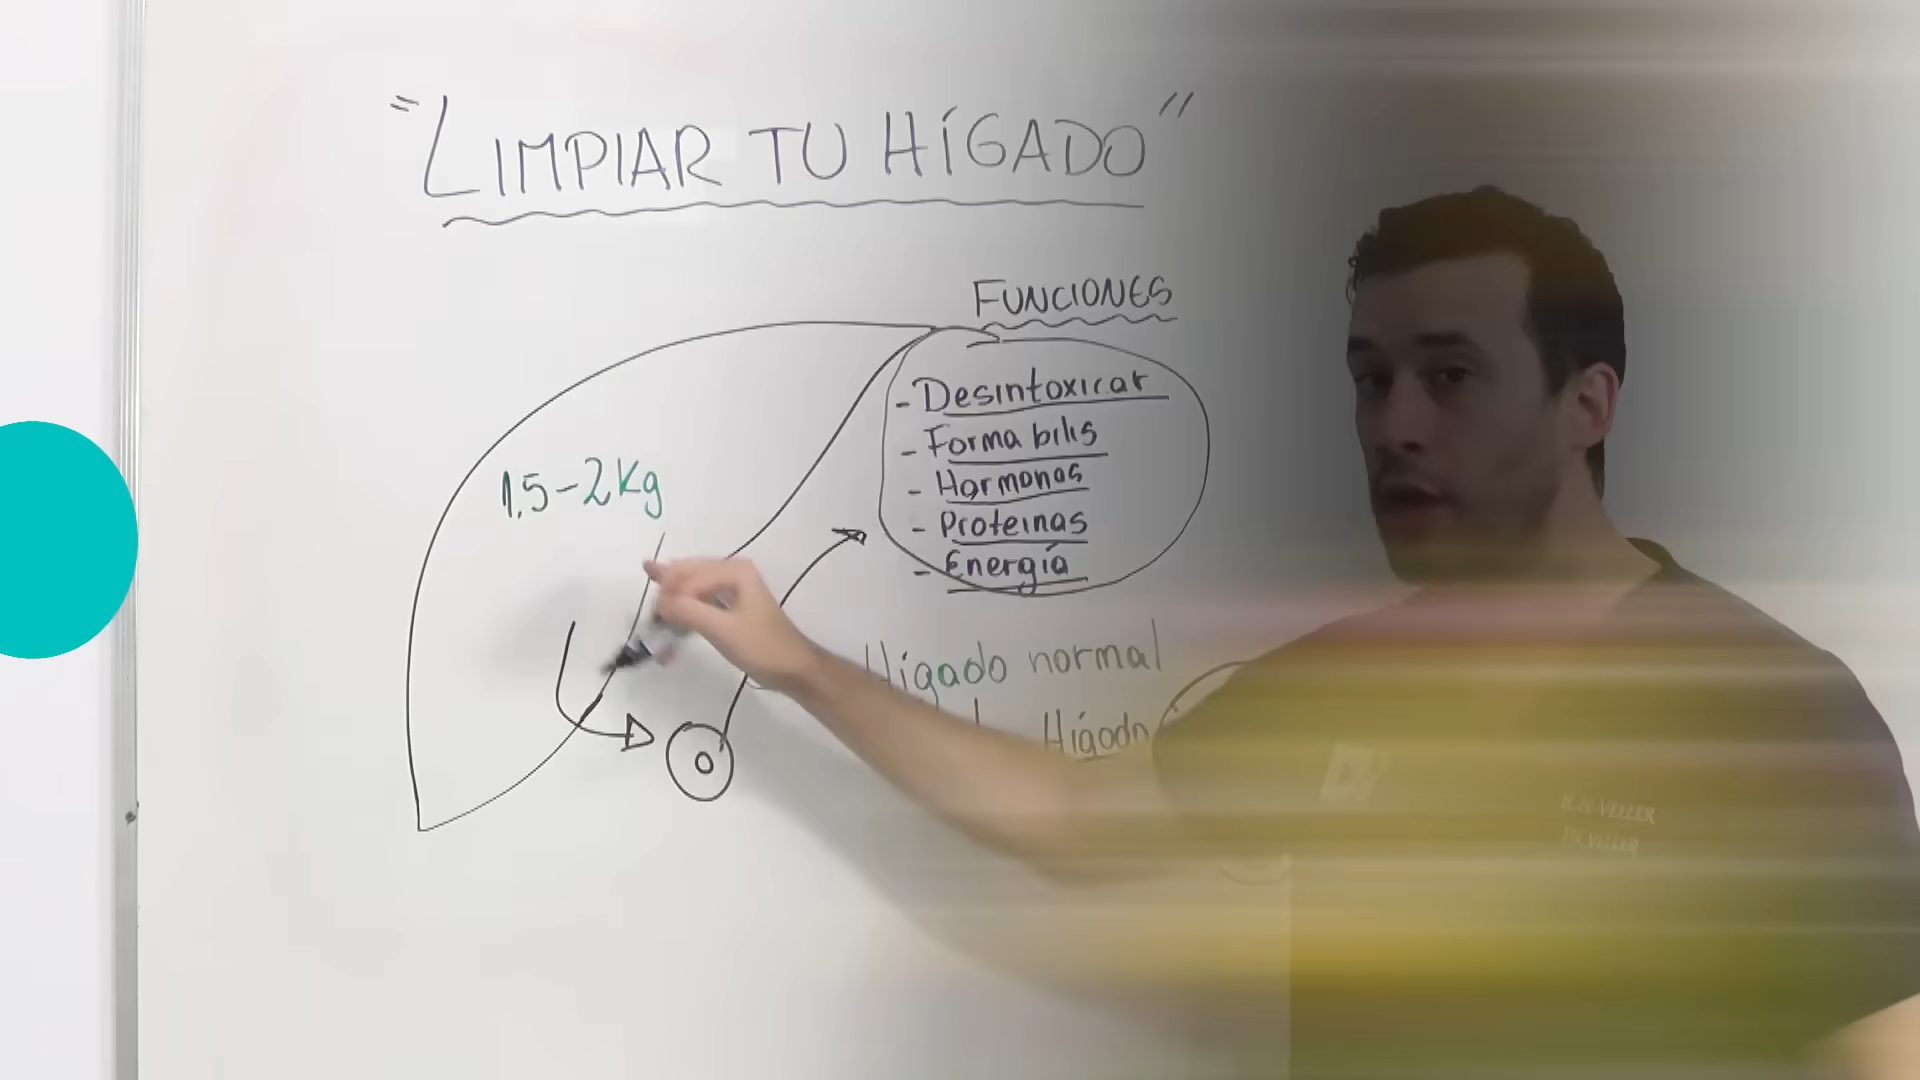 "LIMPIAR TU HÍGADO"
FUNCIONES
- Desintoxicar
- Forma bilis
- Hormonas
- Proteinas
- Energía
1,5-2Kg
Hígado normal
Hígado